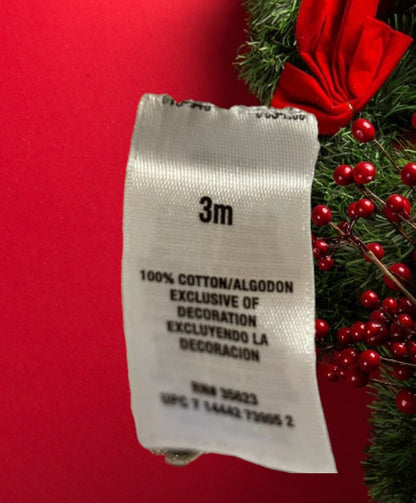 3m
100% COTTON/ALGODON
EXCLUSIVE OF
DECORATION
EXCLUYENDO LA
DECORACION
RN# 35623
UPC 7 14442 73905 2